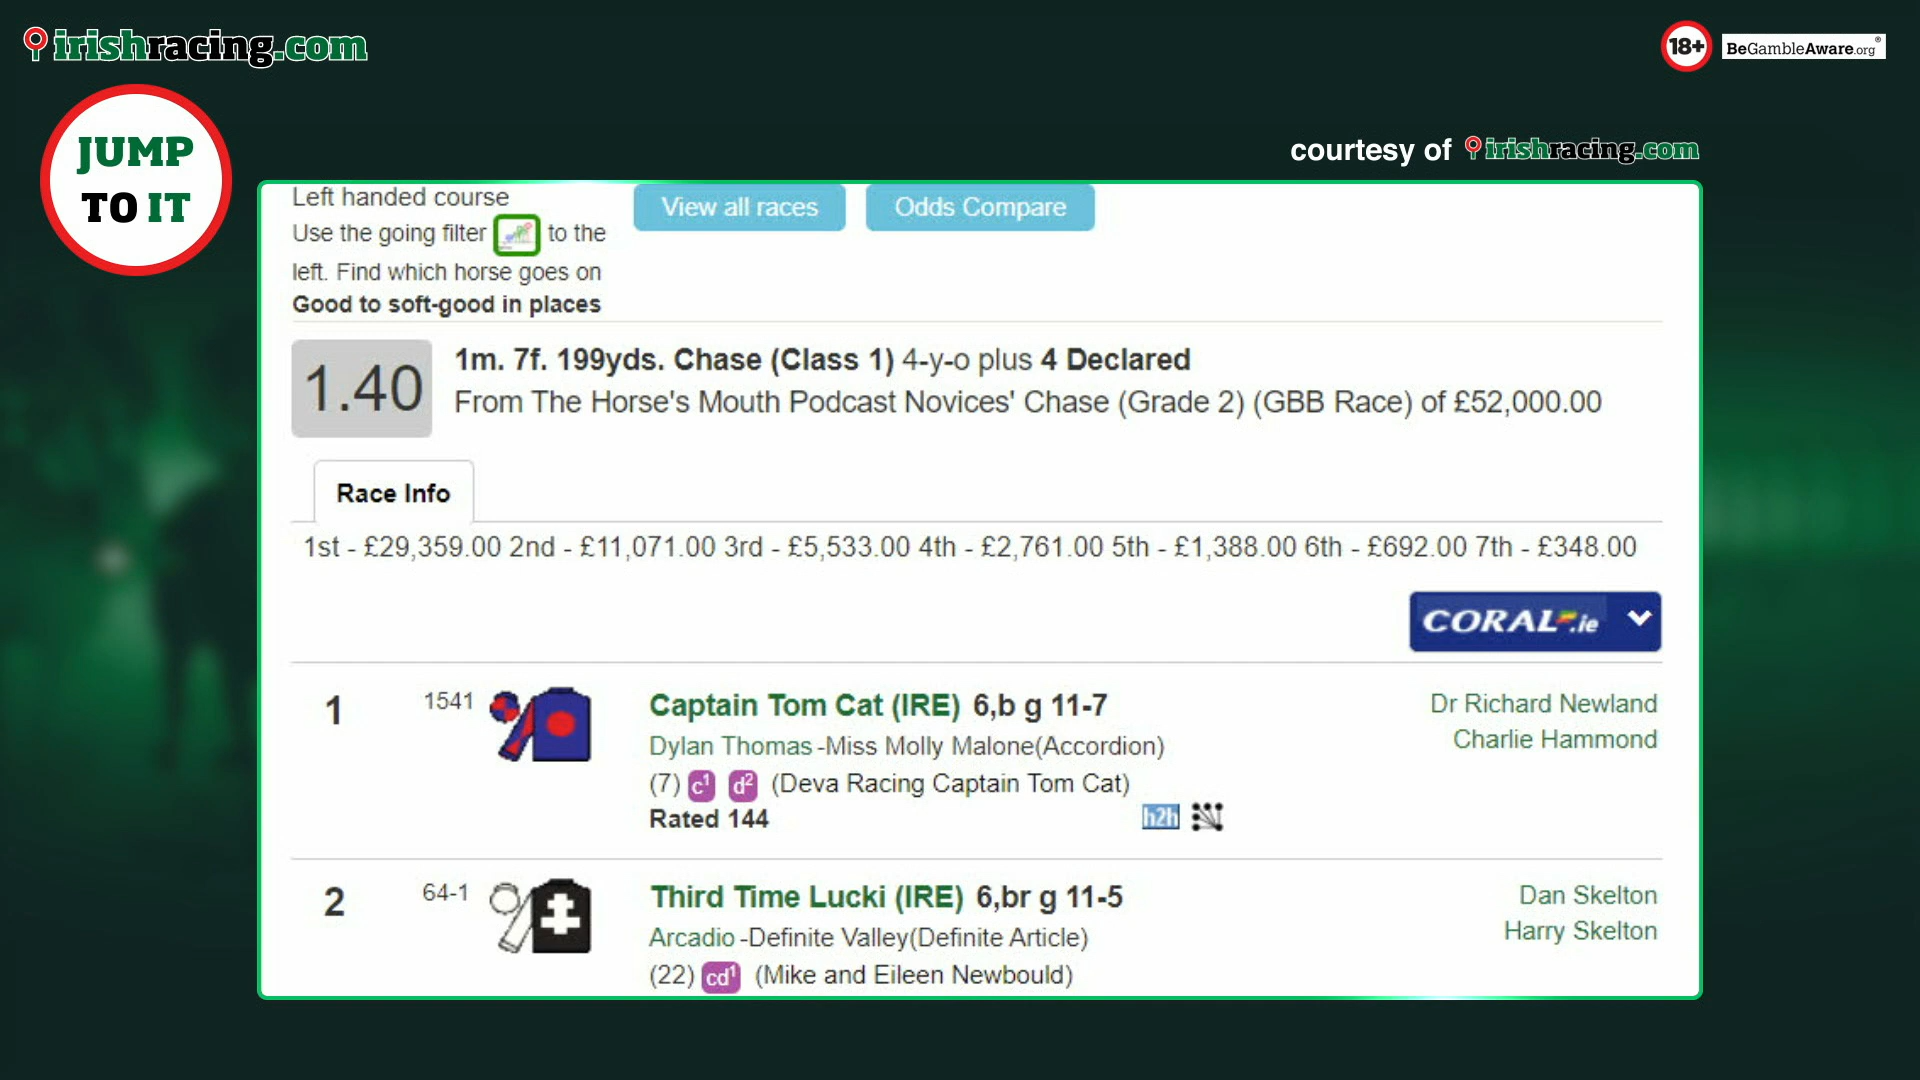 irishracing.com
18+
BeGambleAware.org®
JUMP
TO IT
courtesy of irishracing.com
Left handed course
Use the going filter to the
left. Find which horse goes on
Good to soft-good in places
View all races
Odds Compare
1.40
1m. 7f. 199yds. Chase (Class 1) 4-y-o plus 4 Declared
From The Horse's Mouth Podcast Novices' Chase (Grade 2) (GBB Race) of £52,000.00
Race Info
1st - £29,359.00 2nd - £11,071.00 3rd - £5,533.00 4th - £2,761.00 5th - £1,388.00 6th - £692.00 7th - £348.00
CORAL.ie
1
1541
Captain Tom Cat (IRE) 6,b g 11-7
Dr Richard Newland
Dylan Thomas -Miss Molly Malone(Accordion)
Charlie Hammond
(7) c1 d2 (Deva Racing Captain Tom Cat)
Rated 144
h2h
2
64-1
Third Time Lucki (IRE) 6,br g 11-5
Dan Skelton
Arcadio -Definite Valley(Definite Article)
Harry Skelton
(22) cd1 (Mike and Eileen Newbould)